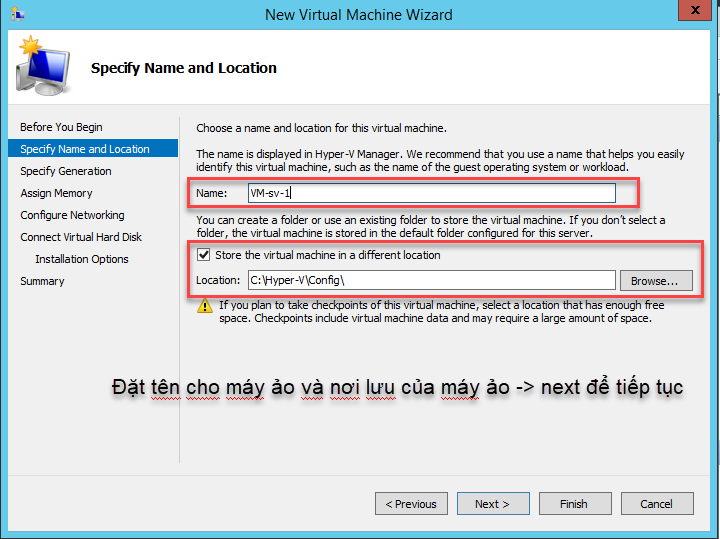 New Virtual Machine Wizard
x
Specify Name and Location
Before You Begin
Specify Name and Location
Specify Generation
Assign Memory
Configure Networking
Connect Virtual Hard Disk
Installation Options
Summary
Choose a name and location for this virtual machine.
The name is displayed in Hyper-V Manager. We recommend that you use a name that helps you easily
identify this virtual machine, such as the name of the guest operating system or workload.
Name: VM-sv-1
You can create a folder or use an existing folder to store the virtual machine. If you don't select a
folder, the virtual machine is stored in the default folder configured for this server.
Store the virtual machine in a different location
Location: C:\Hyper-V\Config\ Browse...
If you plan to take checkpoints of this virtual machine, select a location that has enough free
space. Checkpoints include virtual machine data and may require a large amount of space.
Đặt tên cho máy ảo và nơi lưu của máy ảo -> next để tiếp tục
< Previous Next > Finish Cancel